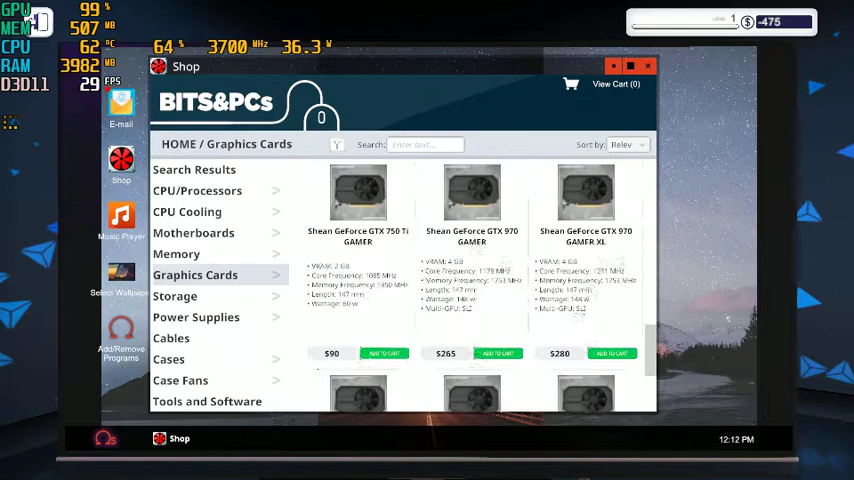 GPU 99 %
MEM 507 MB
CPU 62 °C 64 % 3700 MHz 36.3 W
RAM 3982 MB
D3D11 29 FPS
1 $ -475
Shop
BITS&PCs
View Cart (0)
HOME / Graphics Cards
Search: Enter text...
Sort by: Relev
E-mail
Shop
Music Player
Select Wallpape
Add/Remove
Programs
Search Results
CPU/Processors >
CPU Cooling >
Motherboards >
Memory >
Graphics Cards >
Storage >
Power Supplies >
Cables
Cases >
Case Fans >
Tools and Software
Shean GeForce GTX 750 Ti
GAMER
• VRAM: 2 GB
• Core Frequency: 1085 MHz
• Memory Frequency: 1350 MHz
• Length: 147 mm
• Wattage: 60 w
$90 ADD TO CART
Shean GeForce GTX 970
GAMER
• VRAM: 4 GB
• Core Frequency: 1178 MHz
• Memory Frequency: 1253 MHz
• Length: 147 mm
• Wattage: 148 w
• Multi-GPU: SLI
$265 ADD TO CART
Shean GeForce GTX 970
GAMER XL
• VRAM: 4 GB
• Core Frequency: MHz
• Memory Frequency: 1753 MHz
• Length: 147 mm
• Wattage: 148 w
• Multi-GPU: SLI
$280 ADD TO CART
Shop
12:12 PM